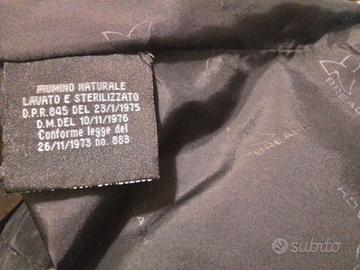 PIUMINO NATURALE
LAVATO E STERILIZZATO
D.P.R.845 DEL 23/1/1975
D.M.DEL 10/11/1976
Conforme legge del
26/11/1973 no. 883
subito